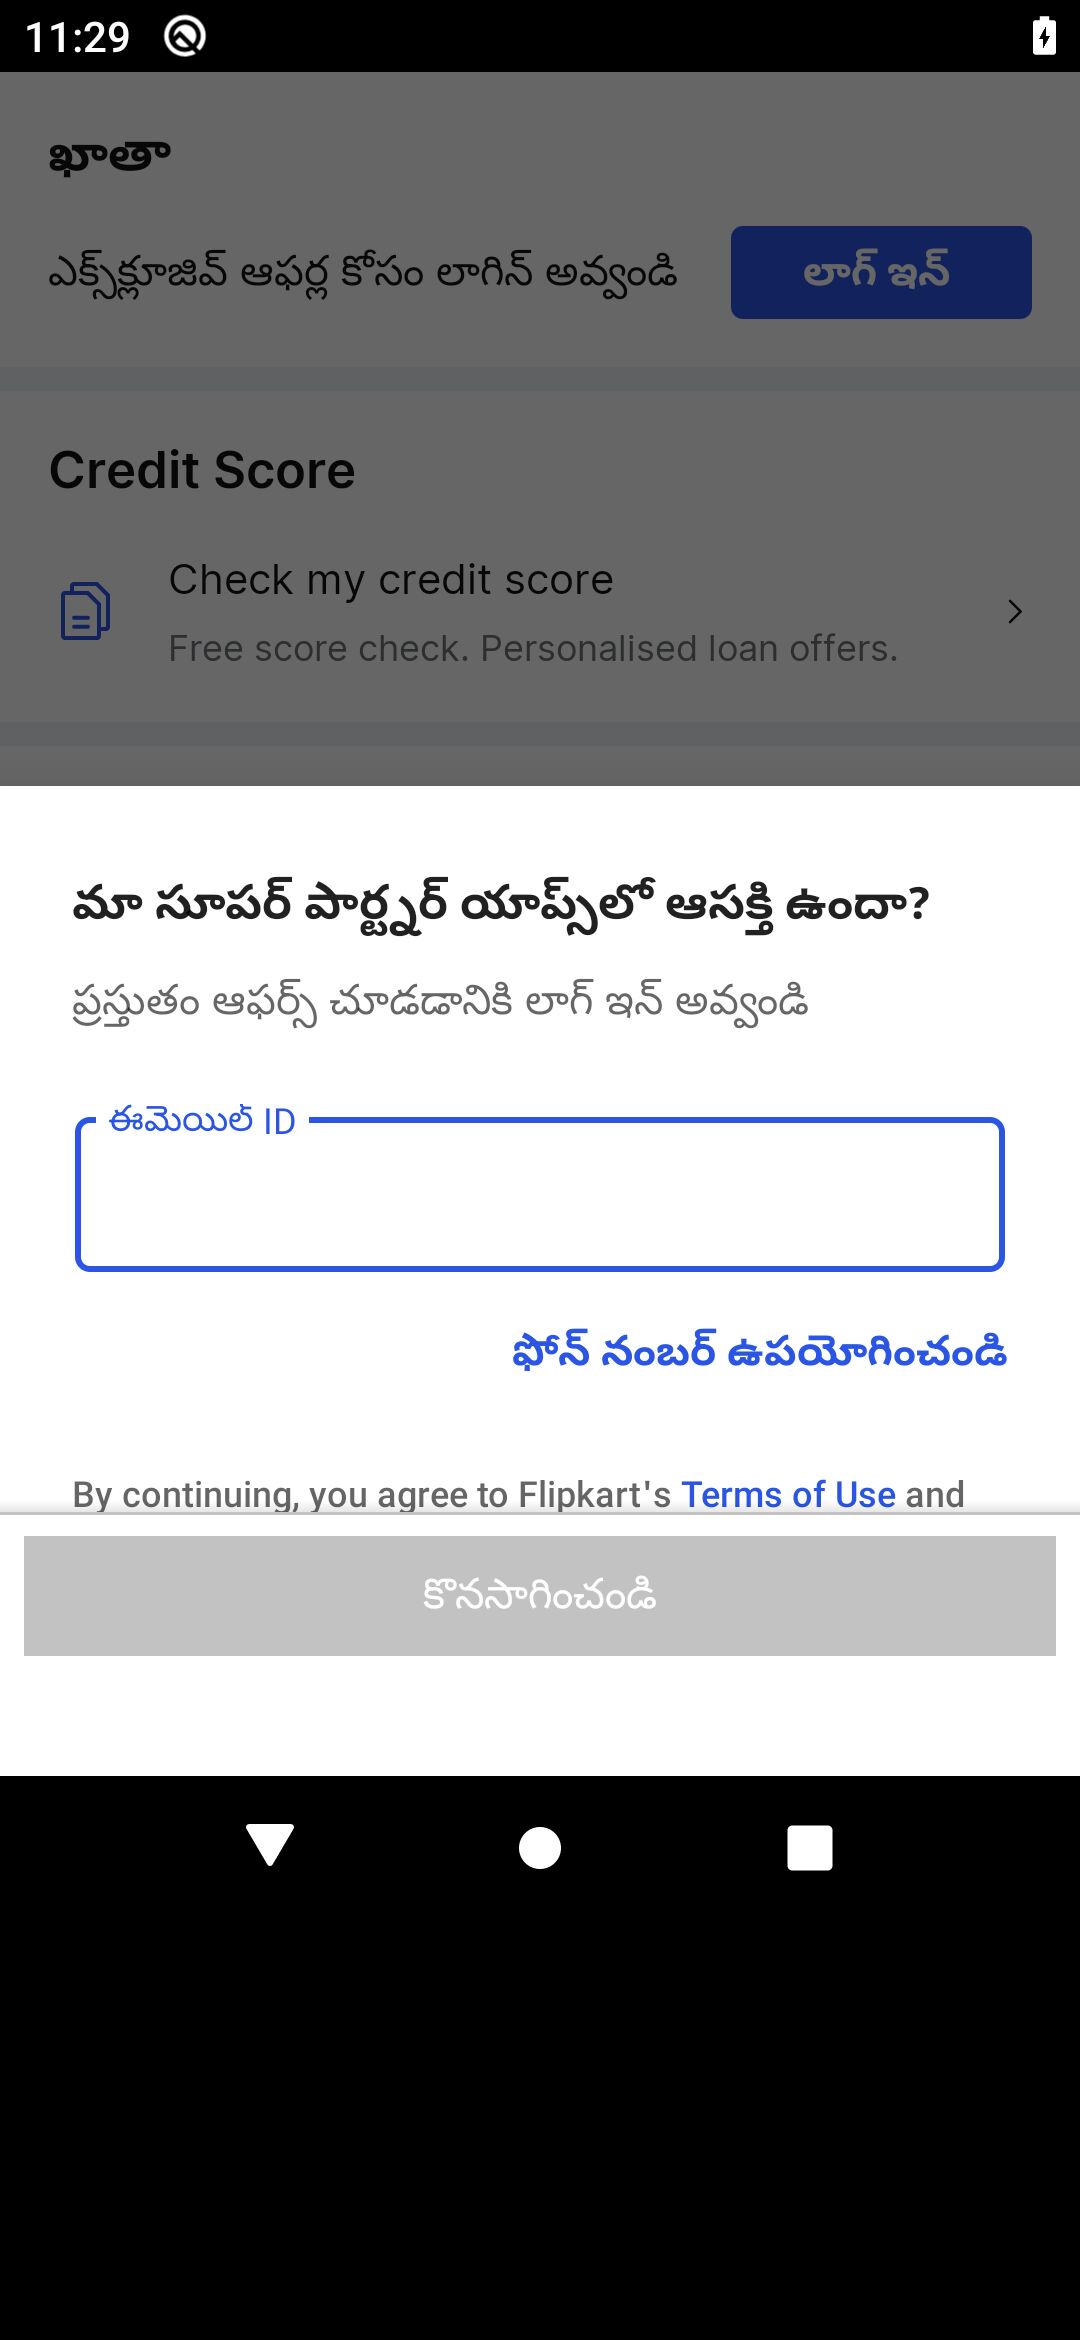 11:29
ఖాతా
ఎక్స్‌క్లూజివ్ ఆఫర్ల కోసం లాగిన్ అవ్వండి
లాగ్ ఇన్
Credit Score
Check my credit score
Free score check. Personalised loan offers.
మా సూపర్ పార్ట్నర్ యాప్స్‌లో ఆసక్తి ఉందా?
ప్రస్తుతం ఆఫర్స్ చూడడానికి లాగ్ ఇన్ అవ్వండి
ఈమెయిల్ ID
ఫోన్ నంబర్ ఉపయోగించండి
By continuing, you agree to Flipkart's Terms of Use and
కొనసాగించండి